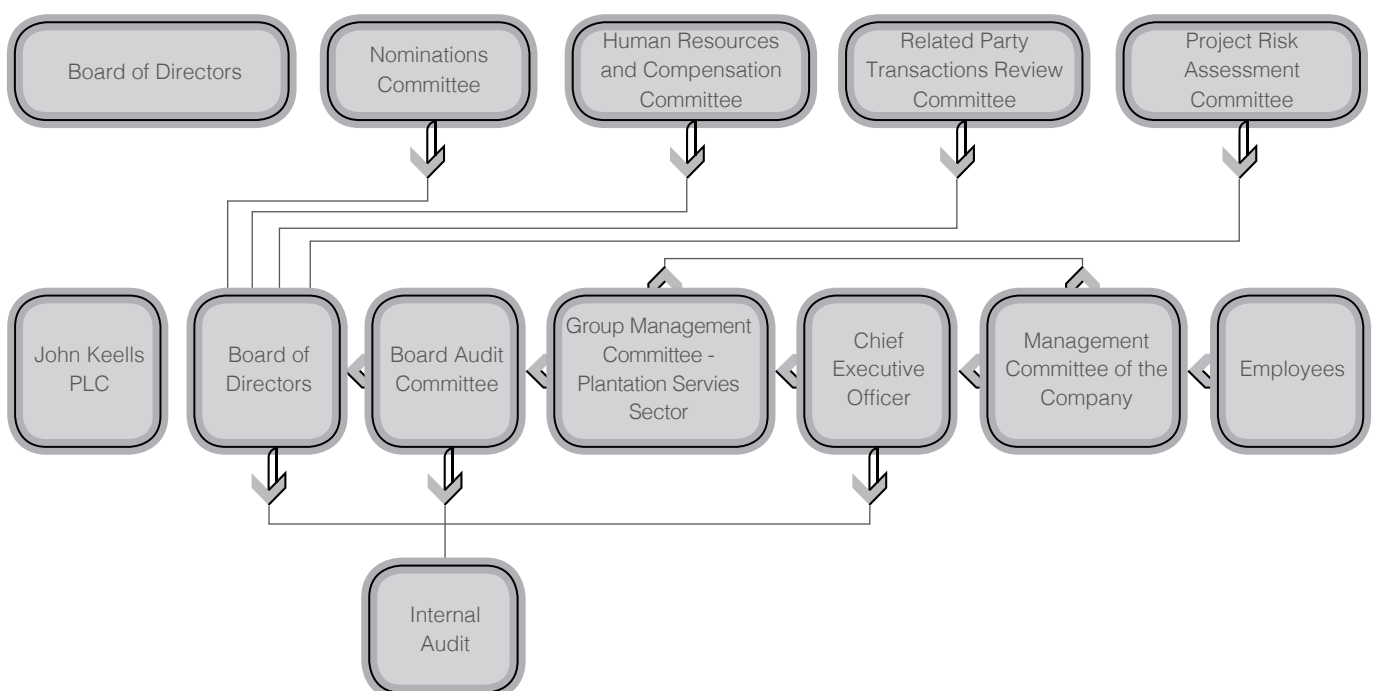 Board of Directors
Nominations
Committee
Human Resources
and Compensation
Committee
Related Party
Transactions Review
Committee
Project Risk
Assessment
Committee
John Keells
PLC
Board of
Directors
Board Audit
Committee
Group Management
Committee -
Plantation Servies
Sector
Chief
Executive
Officer
Management
Committee of the
Company
Employees
Internal
Audit